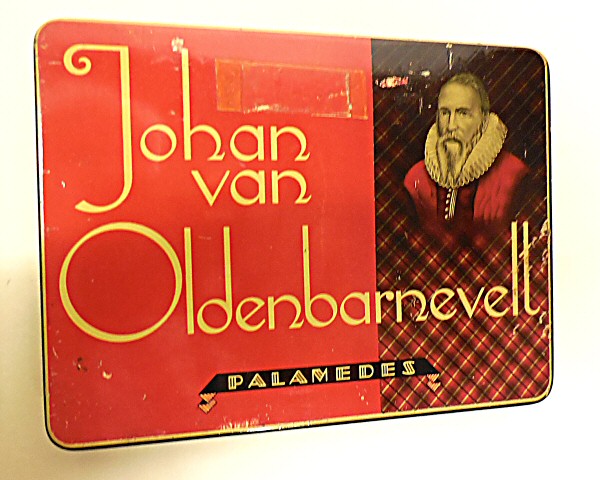 Johan
van
Oldenbarnevelt
PALAMEDES